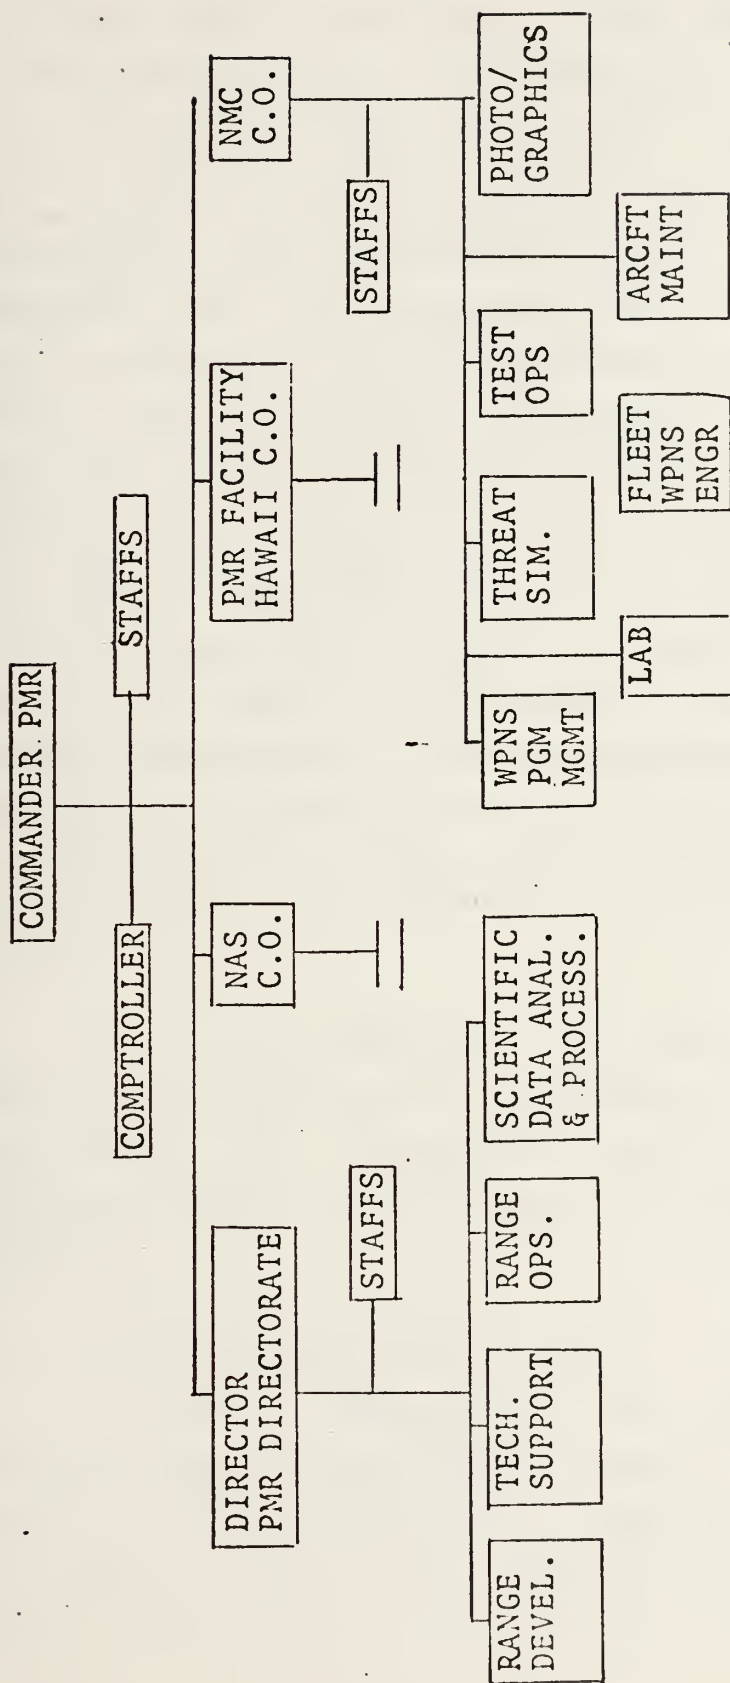 COMMANDER PMR
COMPTROLLER
STAFFS
DIRECTOR
PMR DIRECTORATE
NAS
C.O.
PMR FACILITY
HAWAII C.O.
NMC
C.O.
STAFFS
STAFFS
RANGE
DEVEL.
TECH.
SUPPORT
RANGE
OPS.
SCIENTIFIC
DATA ANAL.
& PROCESS.
WPNS
PGM
MGMT
THREAT
SIM.
TEST
OPS
PHOTO/
GRAPHICS
LAB
FLEET
WPNS
ENGR
ARCFT
MAINT